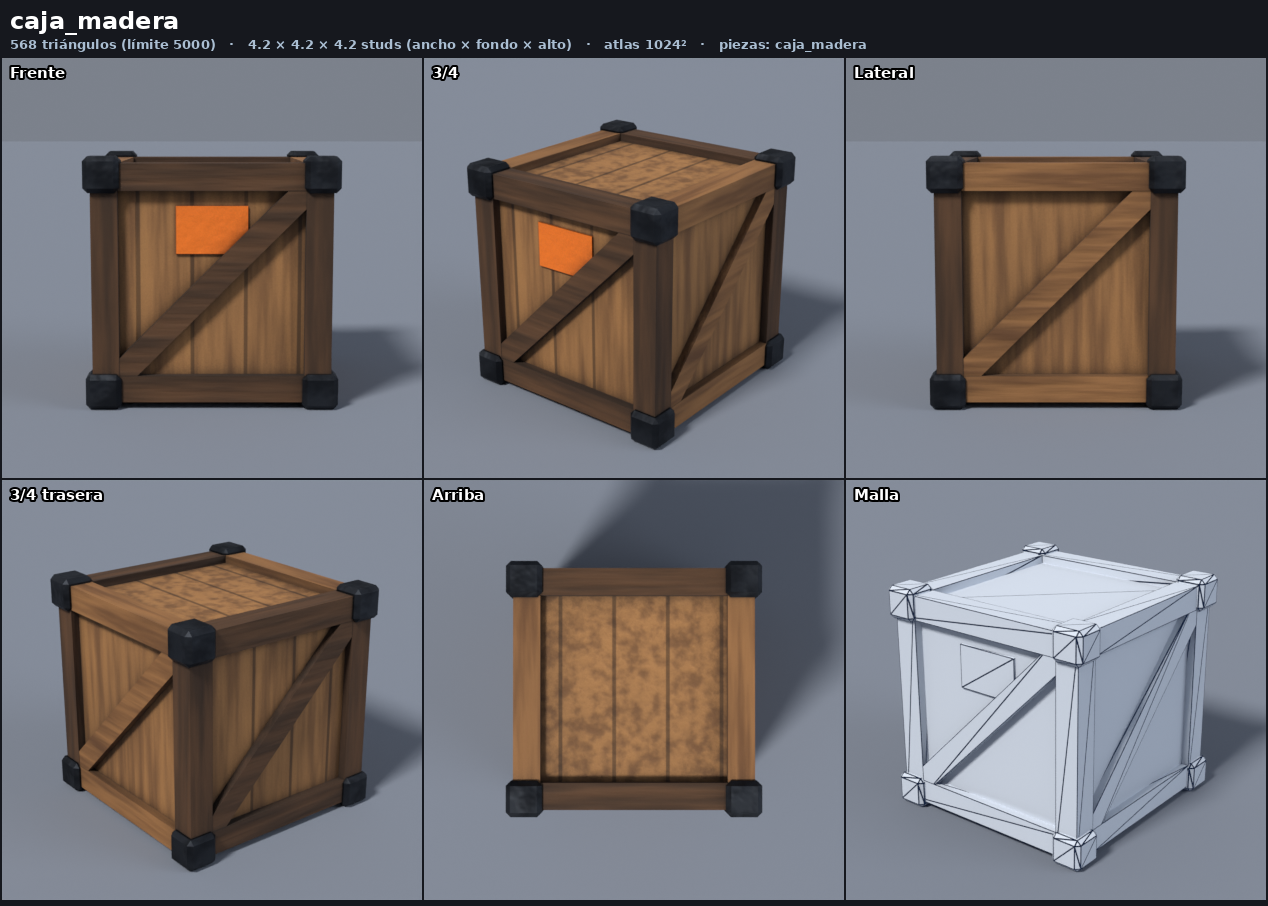 caja_madera
568 triángulos (límite 5000) · 4.2 × 4.2 × 4.2 studs (ancho × fondo × alto) · atlas 1024² · piezas: caja_madera
Frente
3/4
Lateral
3/4 trasera
Arriba
Malla